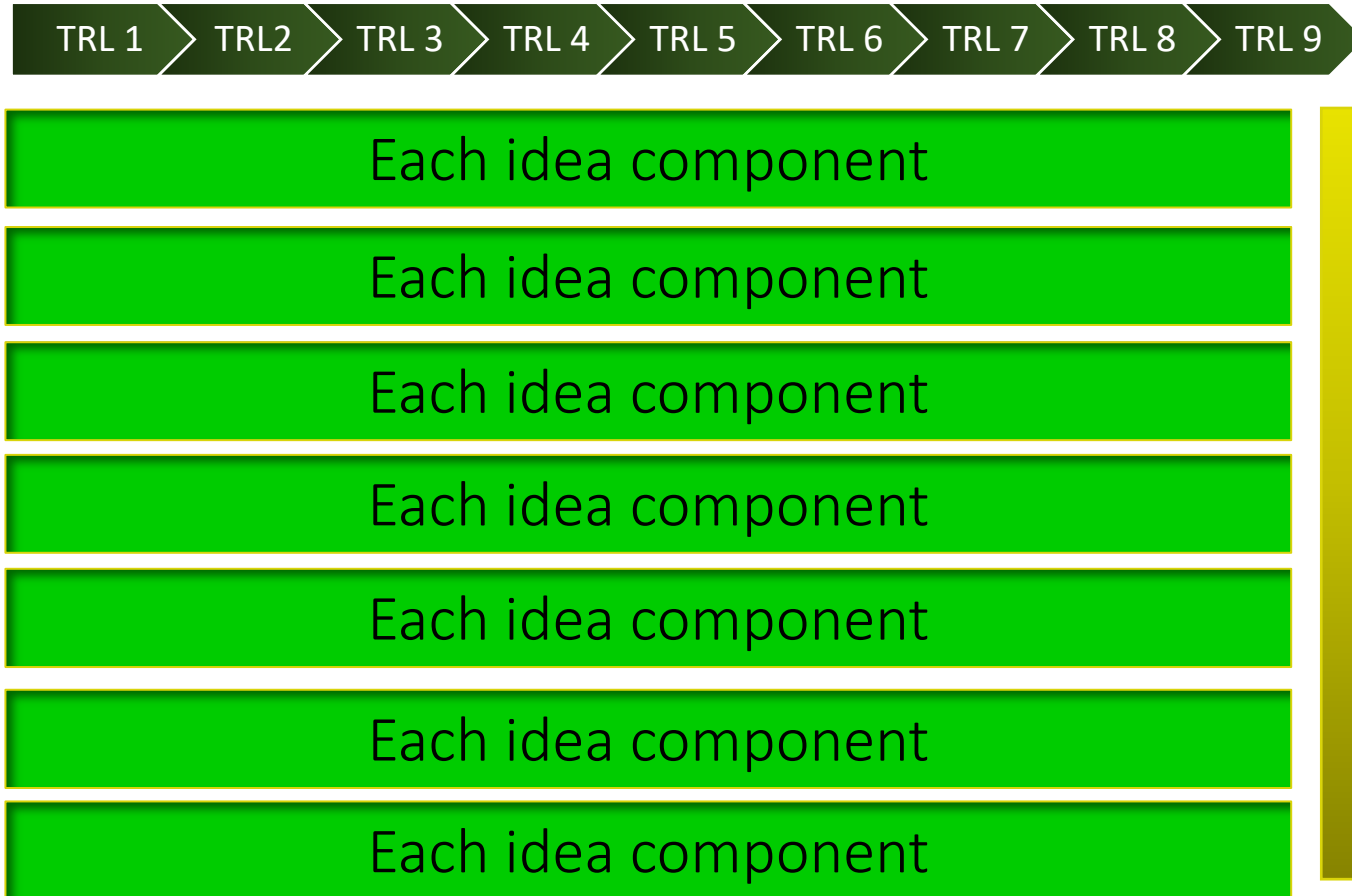 TRL 1 TRL2 TRL 3 TRL 4 TRL 5 TRL 6 TRL 7 TRL 8 TRL 9
Each idea component
Each idea component
Each idea component
Each idea component
Each idea component
Each idea component
Each idea component